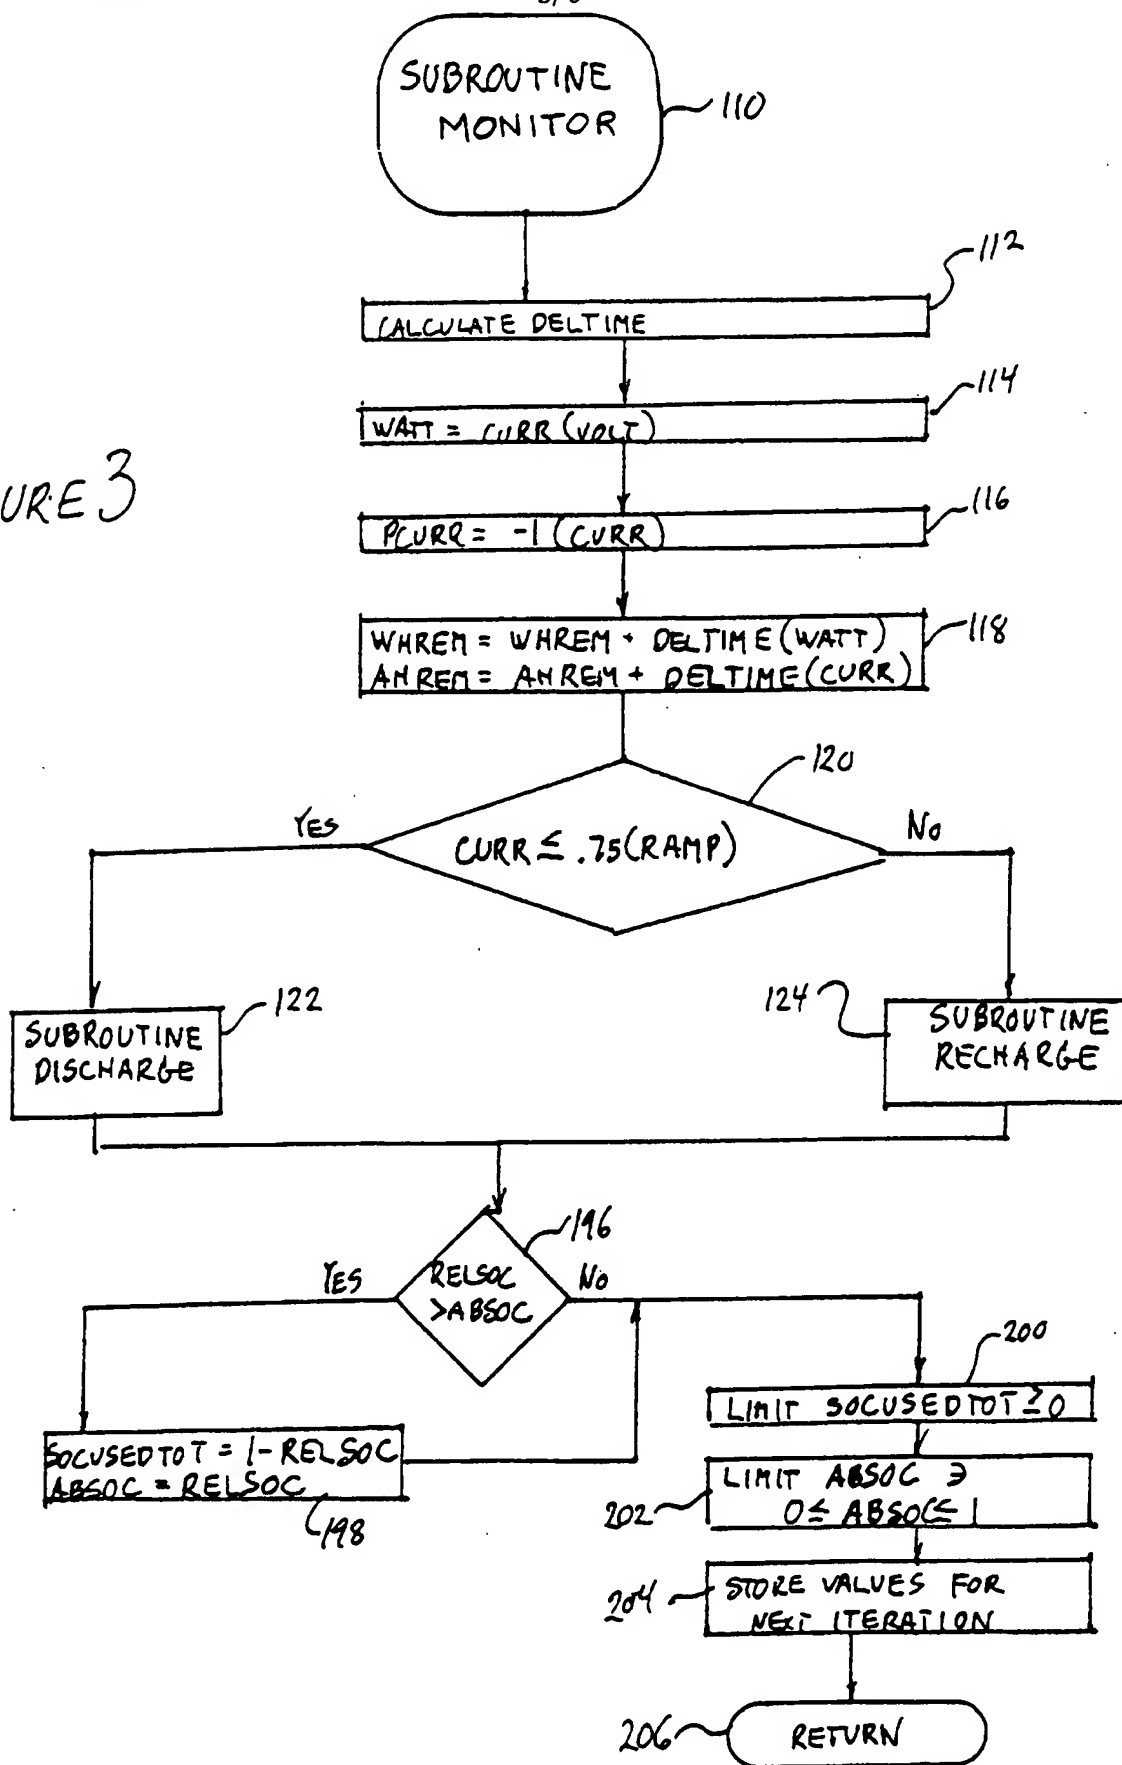 SUBROUTINE
MONITOR
110
112
CALCULATE DELTIME
114
WATT = CURR (VOLT)
URE 3
116
PCURR = -1 (CURR)
118
WHREM = WHREM + DELTIME (WATT)
AHREM = AHREM + DELTIME (CURR)
120
YES
CURR ≤ .75(RAMP)
NO
122
SUBROUTINE
DISCHARGE
124
SUBROUTINE
RECHARGE
196
YES
RELSOC
>ABSOC
NO
200
LIMIT SOCUSEDTOT ≥ 0
SOCUSEDTOT = 1-RELSOC
ABSOC = RELSOC
198
202
LIMIT ABSOC ∋
0 ≤ ABSOC ≤ 1
204
STORE VALUES FOR
NEXT ITERATION
206
RETURN